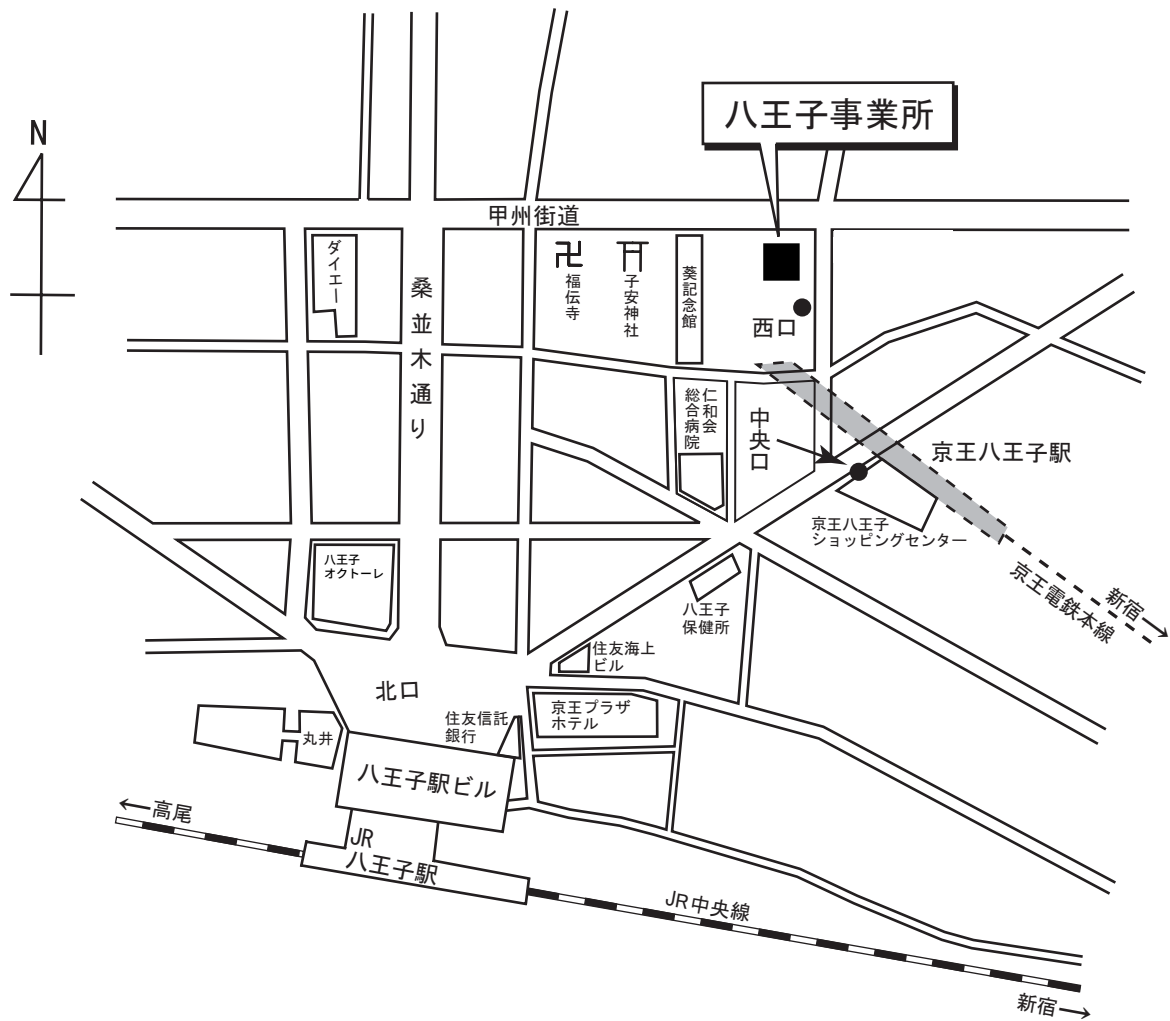 八王子事業所
N
甲州街道
ダイエー
桑並木通り
福伝寺
子安神社
葵記念館
西口
仁和会
総合病院
中央口
京王八王子駅
京王八王子
ショッピングセンター
八王子
オクトーレ
八王子
保健所
京王電鉄本線
新宿
住友海上
ビル
北口
住友信託
銀行
京王プラザ
ホテル
丸井
八王子駅ビル
高尾
JR
八王子駅
JR中央線
新宿